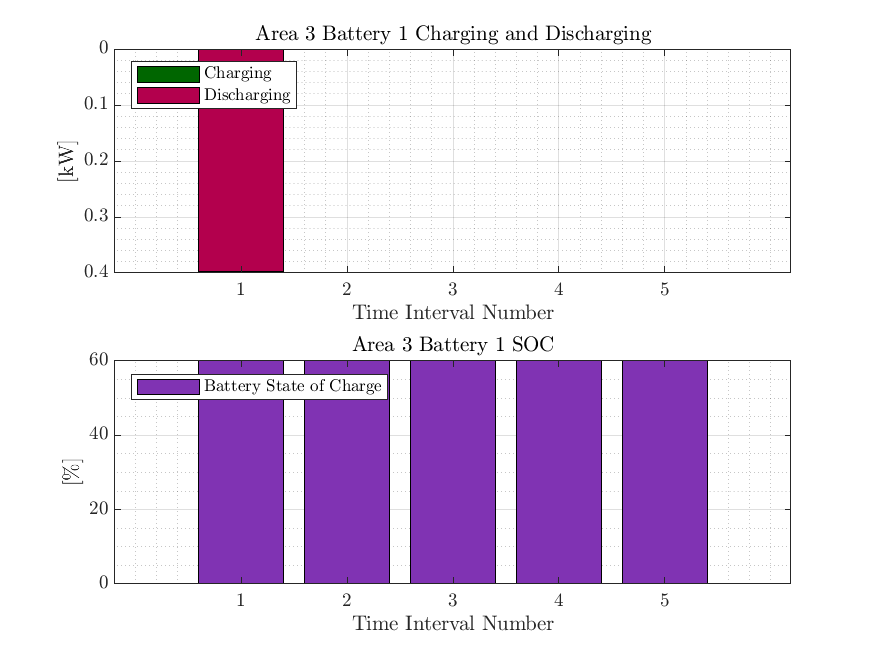 Area 3 Battery 1 Charging and Discharging
0
0.1
0.2
0.3
0.4
[kW]
Charging
Discharging
1 2 3 4 5
Time Interval Number
Area 3 Battery 1 SOC
60
40
20
0
[%]
Battery State of Charge
1 2 3 4 5
Time Interval Number